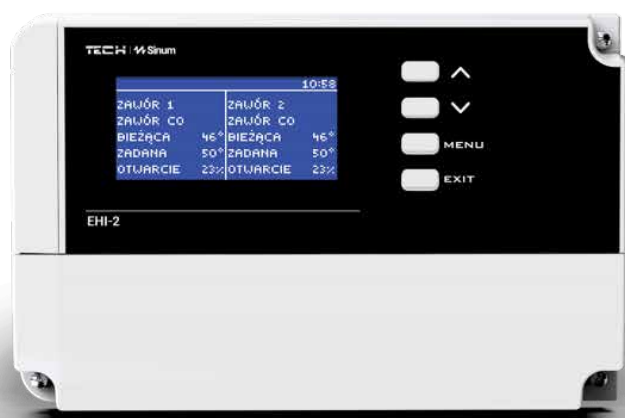 TECH Sinum
10:58
ZAWÓR 1 ZAWÓR 2
ZAWÓR CO ZAWÓR CO
BIEŻĄCA 46° BIEŻĄCA 46°
ZADANA 50° ZADANA 50°
OTWARCIE 23% OTWARCIE 23%
MENU
EXIT
EHI-2